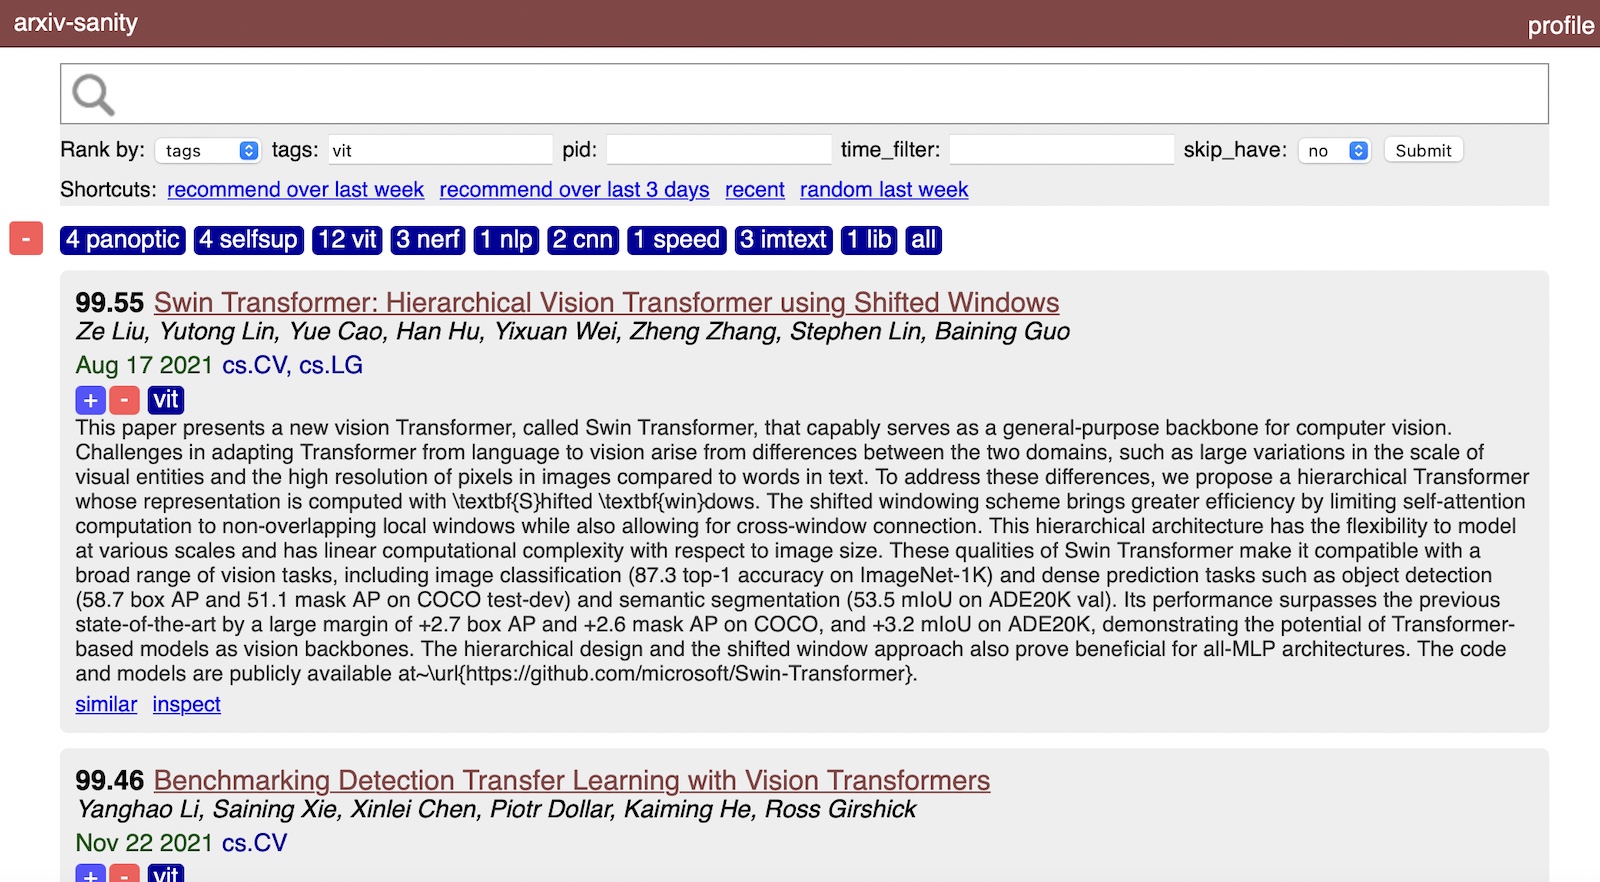 arxiv-sanity
profile
Rank by: tags tags: vit pid: time_filter: skip_have: no Submit
Shortcuts: recommend over last week recommend over last 3 days recent random last week
- 4 panoptic 4 selfsup 12 vit 3 nerf 1 nlp 2 cnn 1 speed 3 imtext 1 lib all
99.55 Swin Transformer: Hierarchical Vision Transformer using Shifted Windows
Ze Liu, Yutong Lin, Yue Cao, Han Hu, Yixuan Wei, Zheng Zhang, Stephen Lin, Baining Guo
Aug 17 2021 cs.CV, cs.LG
+ - vit
This paper presents a new vision Transformer, called Swin Transformer, that capably serves as a general-purpose backbone for computer vision.
Challenges in adapting Transformer from language to vision arise from differences between the two domains, such as large variations in the scale of
visual entities and the high resolution of pixels in images compared to words in text. To address these differences, we propose a hierarchical Transformer
whose representation is computed with \textbf{S}hifted \textbf{win}dows. The shifted windowing scheme brings greater efficiency by limiting self-attention
computation to non-overlapping local windows while also allowing for cross-window connection. This hierarchical architecture has the flexibility to model
at various scales and has linear computational complexity with respect to image size. These qualities of Swin Transformer make it compatible with a
broad range of vision tasks, including image classification (87.3 top-1 accuracy on ImageNet-1K) and dense prediction tasks such as object detection
(58.7 box AP and 51.1 mask AP on COCO test-dev) and semantic segmentation (53.5 mIoU on ADE20K val). Its performance surpasses the previous
state-of-the-art by a large margin of +2.7 box AP and +2.6 mask AP on COCO, and +3.2 mIoU on ADE20K, demonstrating the potential of Transformer-
based models as vision backbones. The hierarchical design and the shifted window approach also prove beneficial for all-MLP architectures. The code
and models are publicly available at~\url{https://github.com/microsoft/Swin-Transformer}.
similar inspect
99.46 Benchmarking Detection Transfer Learning with Vision Transformers
Yanghao Li, Saining Xie, Xinlei Chen, Piotr Dollar, Kaiming He, Ross Girshick
Nov 22 2021 cs.CV
+ - vit